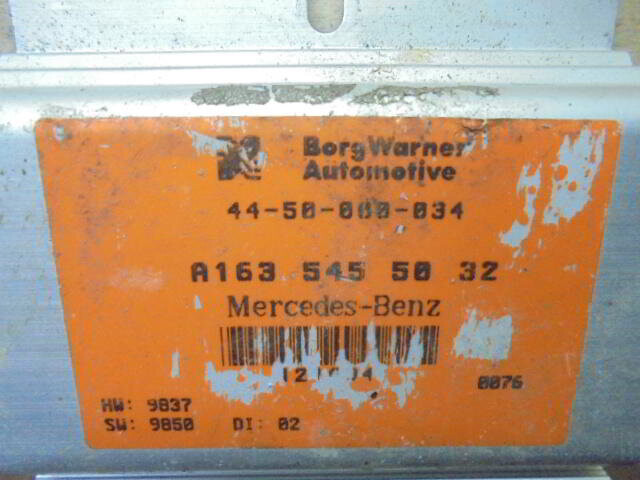 BorgWarner
Automotive
44-50-000-034
A163 545 50 32
Mercedes-Benz
0076
HW: 9837
SW: 9850 DI: 02